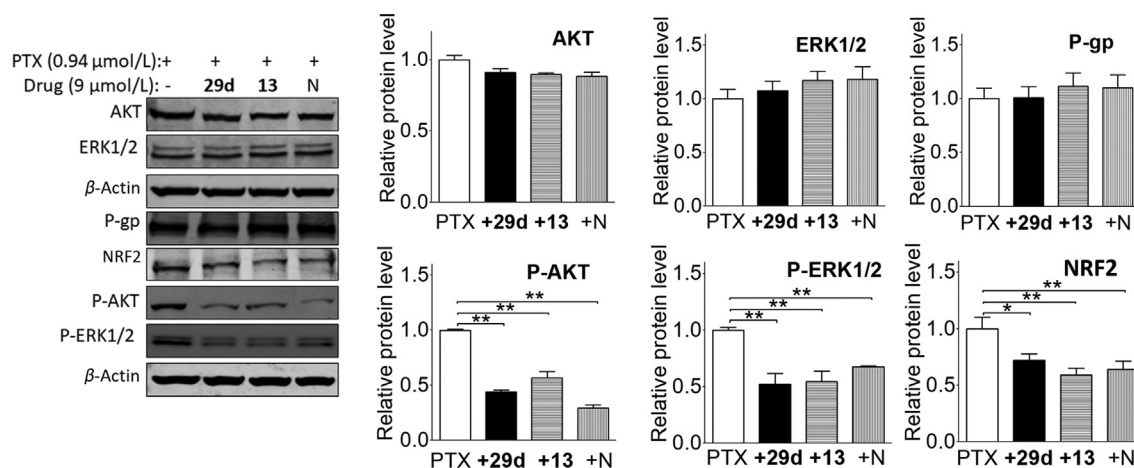 PTX (0.94 μmol/L):+ + + +
Drug (9 μmol/L): - 29d 13 N
AKT
ERK1/2
β-Actin
P-gp
NRF2
P-AKT
P-ERK1/2
β-Actin
AKT
Relative protein level
1.5
1.0
0.5
0.0
PTX +29d +13 +N
ERK1/2
Relative protein level
1.5
1.0
0.5
0.0
PTX +29d +13 +N
P-gp
Relative protein level
1.5
1.0
0.5
0.0
PTX +29d +13 +N
P-AKT
Relative protein level
1.5
1.0
0.5
0.0
**
**
**
PTX +29d +13 +N
P-ERK1/2
Relative protein level
1.5
1.0
0.5
0.0
**
**
**
PTX +29d +13 +N
NRF2
Relative protein level
1.5
1.0
0.5
0.0
**
**
*
PTX +29d +13 +N